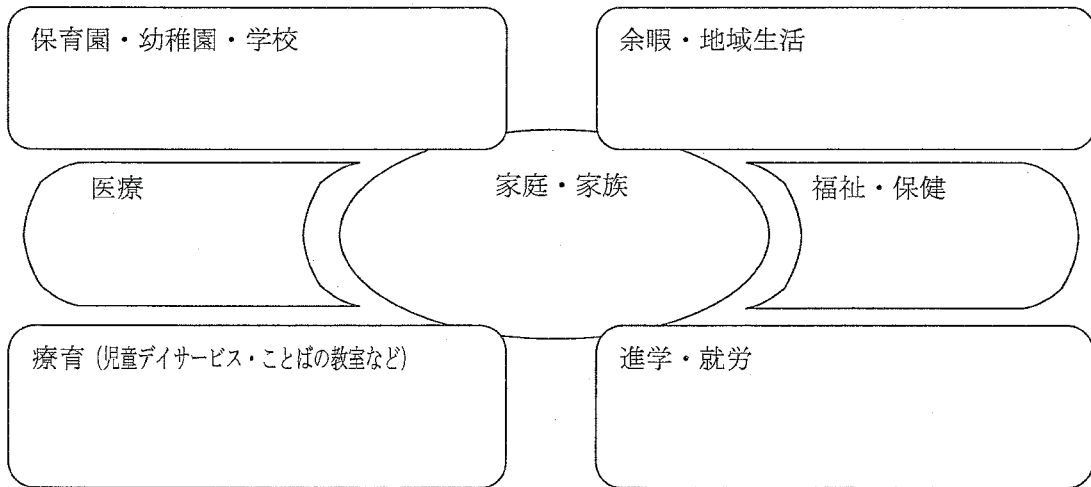 保育園・幼稚園・学校
余暇・地域生活
医療
家庭・家族
福祉・保健
療育（児童デイサービス・ことばの教室など）
進学・就労